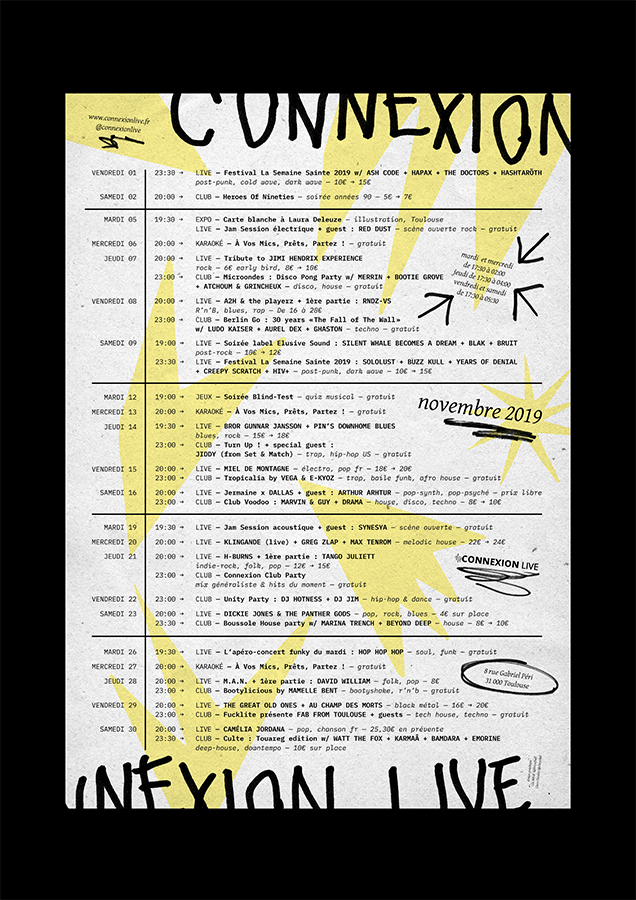 CONNEXION
www.connexionlive.fr
@connexionlive
VENDREDI 01 23:30 → LIVE — Festival La Semaine Sainte 2019 w/ ASH CODE + HAPAX + THE DOCTORS + HASHTARÖTH
post-punk, cold wave, dark wave — 10€ → 15€
SAMEDI 02 20:00 → CLUB — Heroes Of Nineties — soirée années 90 — 5€ → 7€
MARDI 05 19:30 → EXPO — Carte blanche à Laura Deleuze — illustration, Toulouse
LIVE — Jam Session électrique + guest : RED DUST — scène ouverte rock — gratuit
MERCREDI 06 20:00 → KARAOKÉ — À Vos Mics, Prêts, Partez ! — gratuit
JEUDI 07 20:00 → LIVE — Tribute to JIMI HENDRIX EXPERIENCE
rock — 6€ early bird, 8€ → 10€
23:00 → CLUB — Microondes : Disco Pong Party w/ MERRIN + BOOTIE GROVE
+ ATCHOUM & GRINCHEUX — disco, house — gratuit
mardi et mercredi
de 17:30 à 02:00
jeudi de 17:30 à 04:00
vendredi et samedi
de 17:30 à 05:30
VENDREDI 08 20:00 → LIVE — A2H & the playerz + 1ère partie : RNDZ-VS
R'n'B, blues, rap — De 16 à 20€
23:00 → CLUB — Berlin Go : 30 years «The Fall of The Wall»
w/ LUDO KAISER + AUREL DEX + GHASTON — techno — gratuit
SAMEDI 09 19:00 → LIVE — Soirée label Elusive Sound : SILENT WHALE BECOMES A DREAM + BLAK + BRUIT
post-rock — 10€ → 12€
23:30 → LIVE — Festival La Semaine Sainte 2019 : SOLOLUST + BÜZZ KULL + YEARS OF DENIAL
+ CREEPY SCRATCH + HIV+ — post-punk, dark wave — 10€ → 15€
MARDI 12 19:00 → JEUX — Soirée Blind-Test — quiz musical — gratuit
MERCREDI 13 20:00 → KARAOKÉ — À Vos Mics, Prêts, Partez ! — gratuit
novembre 2019
JEUDI 14 19:30 → LIVE — BROR GUNNAR JANSSON + PIN'S DOWNHOME BLUES
blues, rock — 15€ → 18€
23:00 → CLUB — Turn Up ! + special guest :
JIDDY (from Set & Match) — trap, hip-hop US — gratuit
VENDREDI 15 20:00 → LIVE — MIEL DE MONTAGNE — électro, pop fr — 18€ → 20€
23:00 → CLUB — Tropicalia by VEGA & E-KYOZ — trap, baile funk, afro house — gratuit
SAMEDI 16 20:00 → LIVE — Jermaine x DALLAS + guest : ARTHUR ARHTUR — pop-synth, pop-psyché — prix libre
23:00 → CLUB — Club Voodoo : MARVIN & GUY + DRAMA — house, disco, techno — 8€ → 10€
MARDI 19 19:30 → LIVE — Jam Session acoustique + guest : SYNESYA — scène ouverte — gratuit
MERCREDI 20 20:00 → LIVE — KLINGANDE (live) + GREG ZLAP + MAX TENROM — melodic house — 22€ → 24€
JEUDI 21 20:00 → LIVE — H-BURNS + 1ère partie : TANGO JULIETT
indie-rock, folk, pop — 12€ → 15€
23:00 → CLUB — Connexion Club Party
mix généraliste & hits du moment — gratuit
CONNEXION LIVE
VENDREDI 22 23:00 → CLUB — Unity Party : DJ HOTNESS + DJ JIM — hip-hop & dance — gratuit
SAMEDI 23 20:00 → LIVE — DICKIE JONES & THE PANTHER GODS — pop, rock, blues — 4€ sur place
23:30 → CLUB — Boussole House party w/ MARINA TRENCH + BEYOND DEEP — house — 8€ → 10€
MARDI 26 19:30 → LIVE — L'apéro-concert funky du mardi : HOP HOP HOP — soul, funk — gratuit
MERCREDI 27 20:00 → KARAOKÉ — À Vos Mics, Prêts, Partez ! — gratuit
8 rue Gabriel Péri
31 000 Toulouse
JEUDI 28 20:00 → LIVE — M.A.N. + 1ère partie : DAVID WILLIAM — folk, pop — 8€
23:00 → CLUB — Bootylicious by MAMELLE BENT — bootyshake, r'n'b — gratuit
VENDREDI 29 20:00 → LIVE — THE GREAT OLD ONES + AU CHAMP DES MORTS — black métal — 16€ → 20€
23:00 → CLUB — Fucklite présente FAB FROM TOULOUSE + guests — tech house, techno — gratuit
SAMEDI 30 20:00 → LIVE — CAMÉLIA JORDANA — pop, chanson fr — 25,30€ en prévente
23:30 → CLUB — Culte : Touareg edition w/ WATT THE FOX + KARMAÂ + BAMDARA + EMORINE
deep-house, downtempo — 10€ sur place
NNEXION LIVE